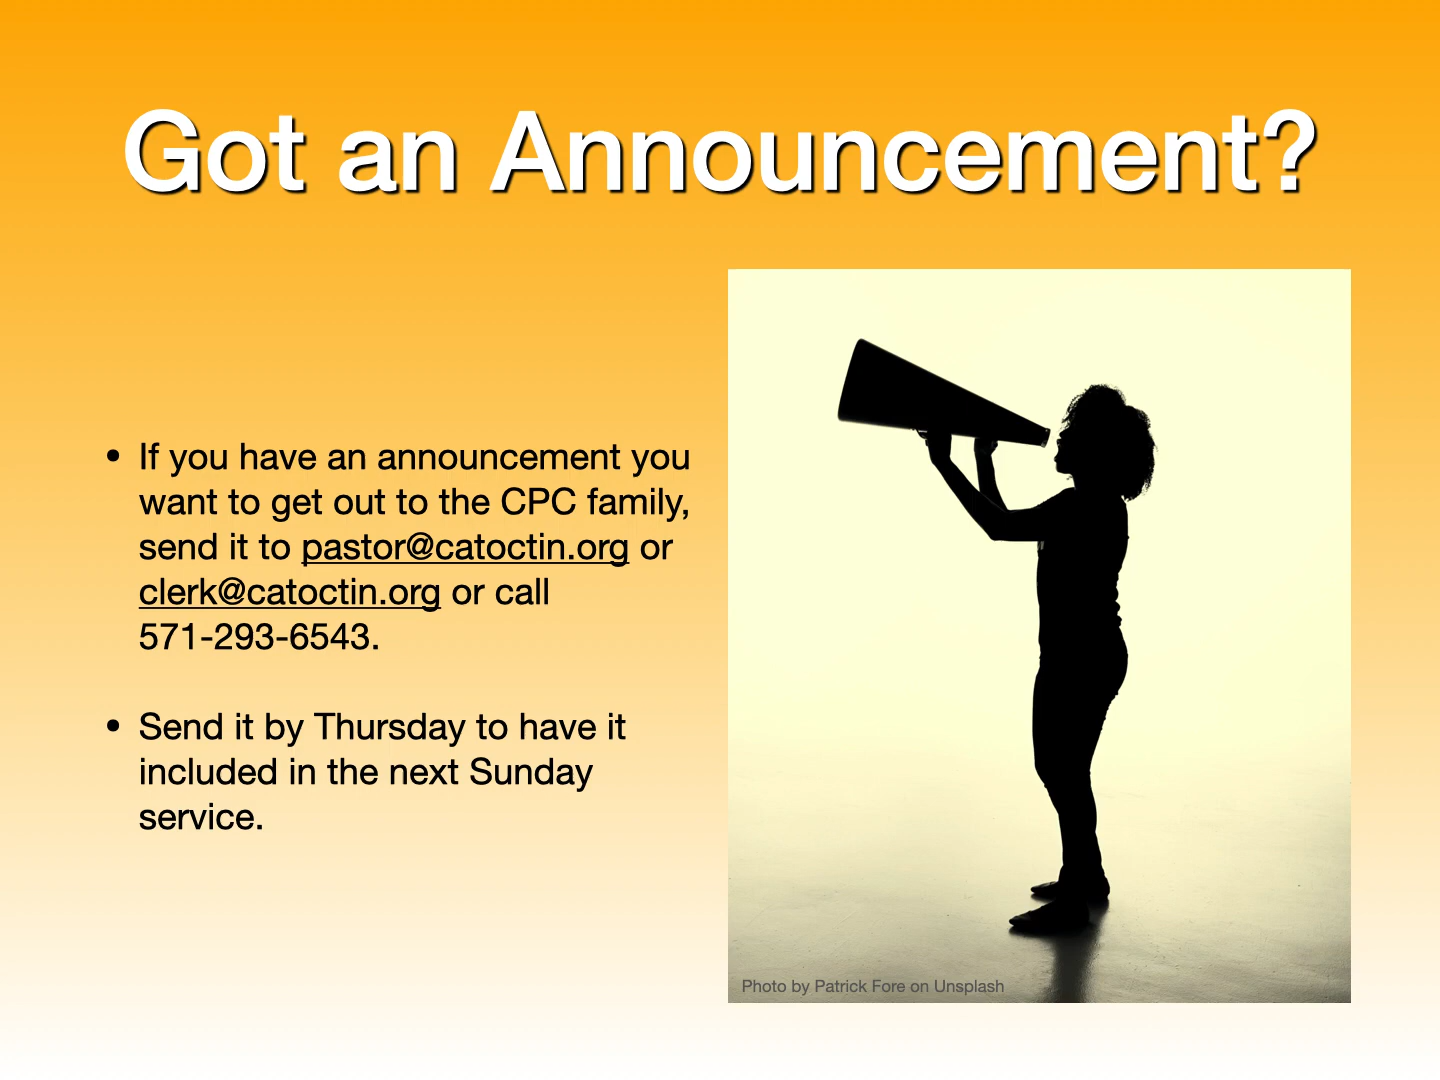 Got an Announcement?
• If you have an announcement you
want to get out to the CPC family,
send it to pastor@catoctin.org or
clerk@catoctin.org or call
571-293-6543.
• Send it by Thursday to have it
included in the next Sunday
service.
Photo by Patrick Fore on Unsplash